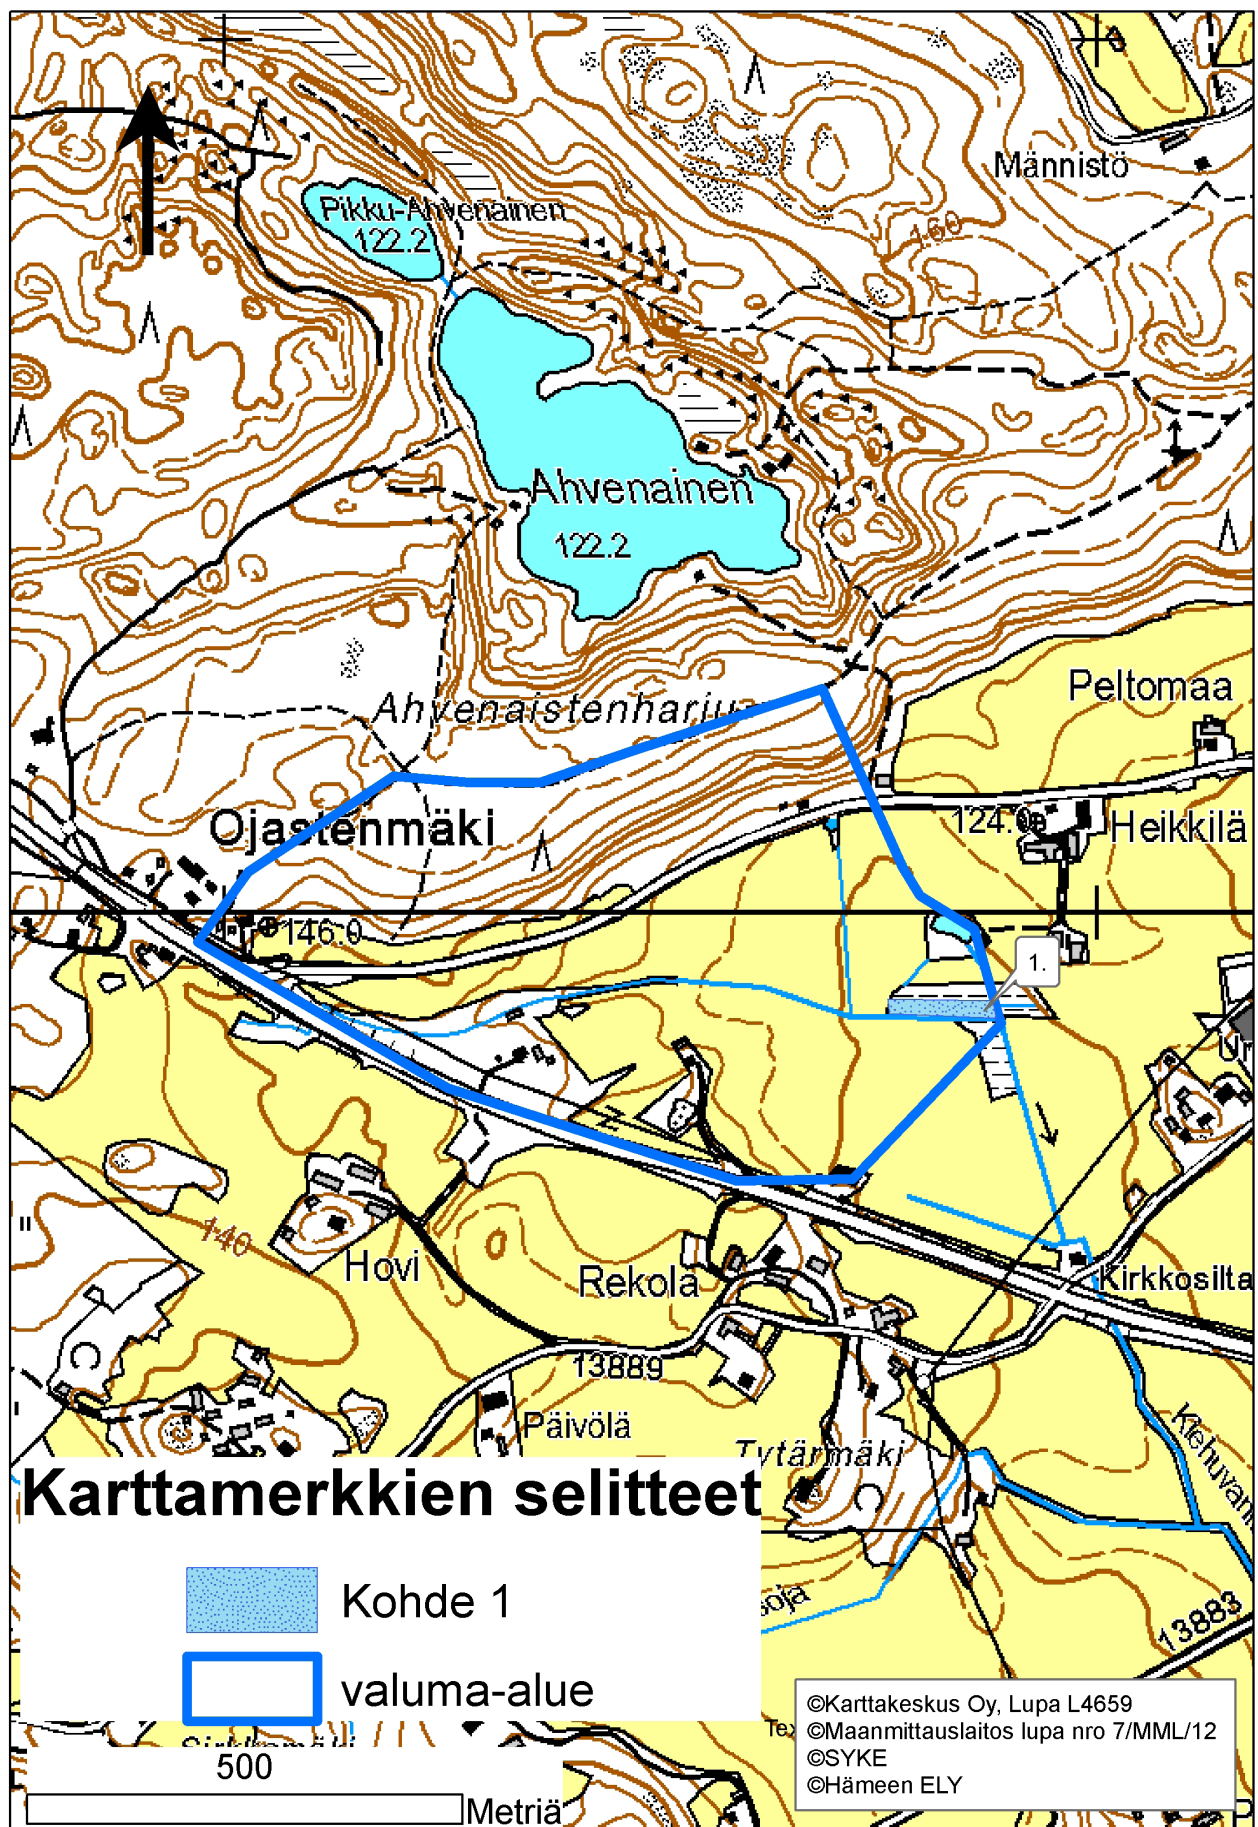 Männistö
Pikku-Ahvenainen
122.2
160
Ahvenainen
122.2
Peltomaa
Ahvenaistenharju
Ojastenmäki
124.
Heikkilä
146.0
1.
140
Hovi
Rekola
Kirkkosilta
13889
Päivölä
Tytärmäki
Karttamerkkien selitteet
Kohde 1
valuma-alue
13883
©Karttakeskus Oy, Lupa L4659
©Maanmittauslaitos lupa nro 7/MML/12
©SYKE
©Hämeen ELY
500
Metriä